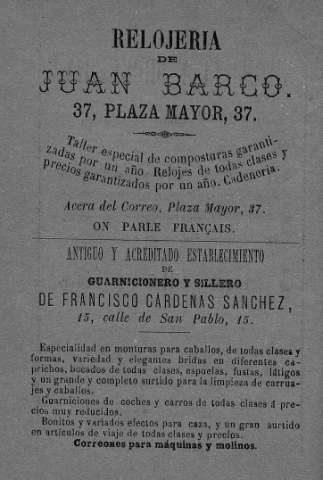 RELOJERIA
DE
JUAN BARCO.
37, PLAZA MAYOR, 37.
Taller especial de composturas garanti-
zadas por un año. Relojes de todas clases y
precios garantizados por un año. Cadenería.
Acera del Correo, Plaza Mayor, 37.
ON PARLE FRANÇAIS.
ANTIGUO Y ACREDITADO ESTABLECIMIENTO
DE
GUARNICIONERO Y SILLERO
DE FRANCISCO CARDENAS SANCHEZ,
15, calle de San Pablo, 15.
Especialidad en monturas para caballos, de todas clases y
formas, variedad y elegantes bridas en diferentes ca-
prichos, bocados de todas clases, espuelas, fustas, látigos
y un grande y completo surtido para la limpieza de carrua-
jes y caballos.
Guarniciones de coches y carros de todas clases á pre-
cios muy reducidos.
Bonitos y variados efectos para caza, y un gran surtido
en artículos de viaje de todas clases y precios.
Correones para máquinas y molinos.